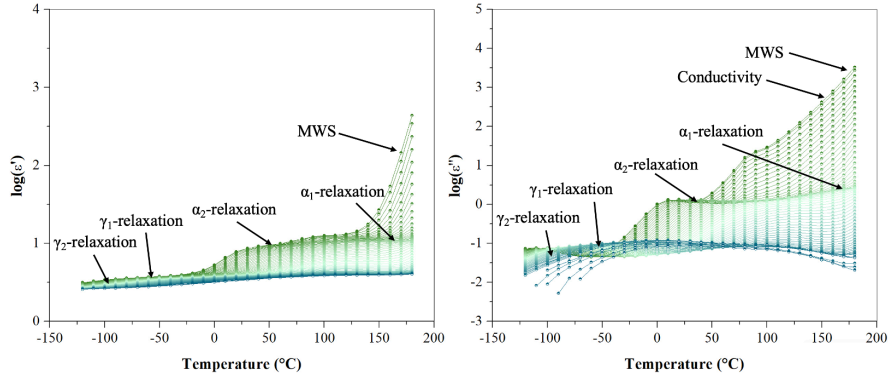 4
3
2
1
0
-150
-100
-50
0
50
100
150
200
log(ε')
Temperature (°C)
MWS
α₁-relaxation
α₂-relaxation
γ₁-relaxation
γ₂-relaxation
5
4
3
2
1
0
-1
-2
-3
-150
-100
-50
0
50
100
150
200
log(ε'')
Temperature (°C)
MWS
Conductivity
α₁-relaxation
α₂-relaxation
γ₁-relaxation
γ₂-relaxation